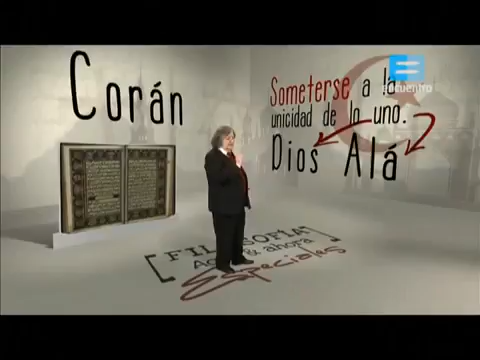 Corán
Someterse a la
unicidad de lo uno.
Dios Alá
encuentro
[FILOSOFÍA
Aquí & ahora]
Especiales